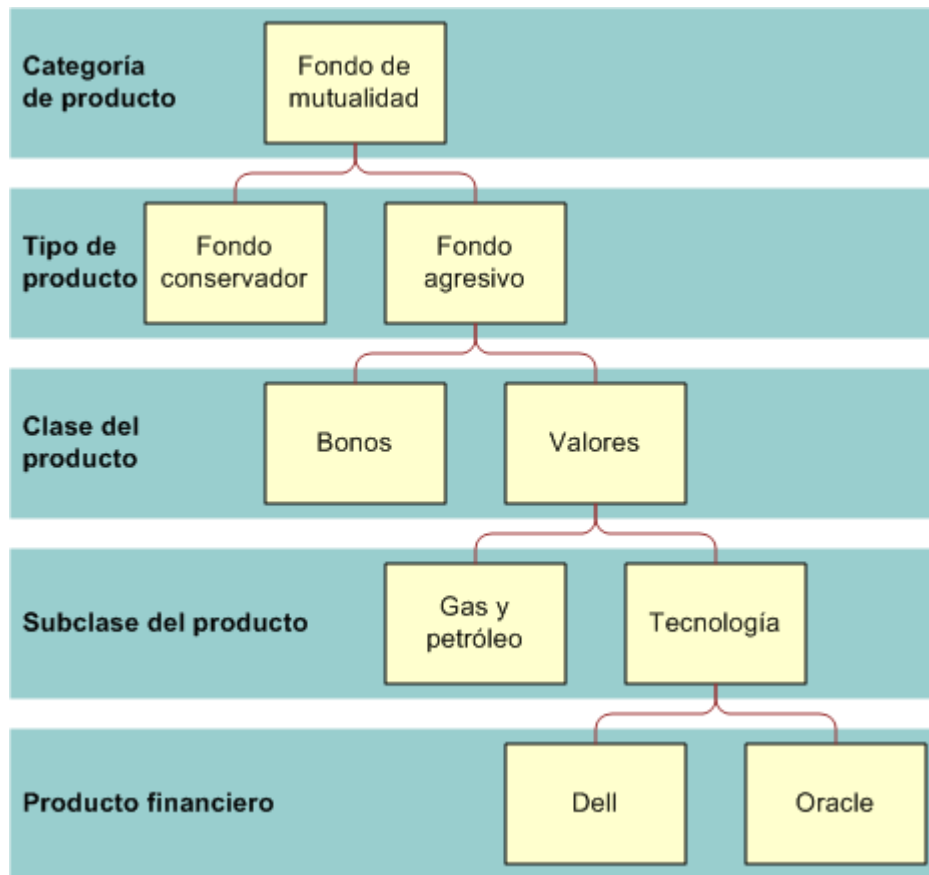 Categoría
de producto
Fondo de
mutualidad
Tipo de
producto
Fondo
conservador
Fondo
agresivo
Clase del
producto
Bonos
Valores
Subclase del producto
Gas y
petróleo
Tecnología
Producto financiero
Dell
Oracle